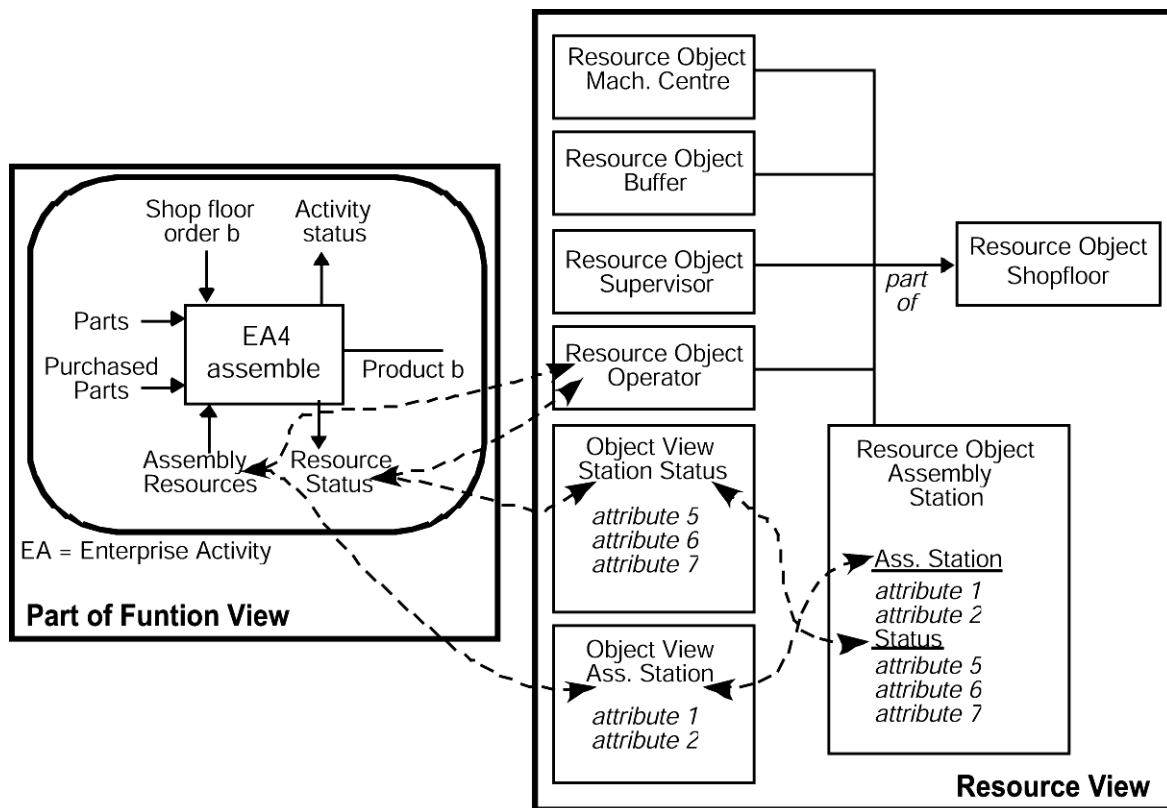 Shop floor
order b
Activity
status
Parts
EA4
assemble
Purchased
Parts
Product b
Assembly
Resources
Resource
Status
EA = Enterprise Activity
Part of Funtion View
Resource Object
Mach. Centre
Resource Object
Buffer
Resource Object
Supervisor
Resource Object
Operator
part
of
Resource Object
Shopfloor
Object View
Station Status
attribute 5
attribute 6
attribute 7
Object View
Ass. Station
attribute 1
attribute 2
Resource Object
Assembly
Station
Ass. Station
attribute 1
attribute 2
Status
attribute 5
attribute 6
attribute 7
Resource View